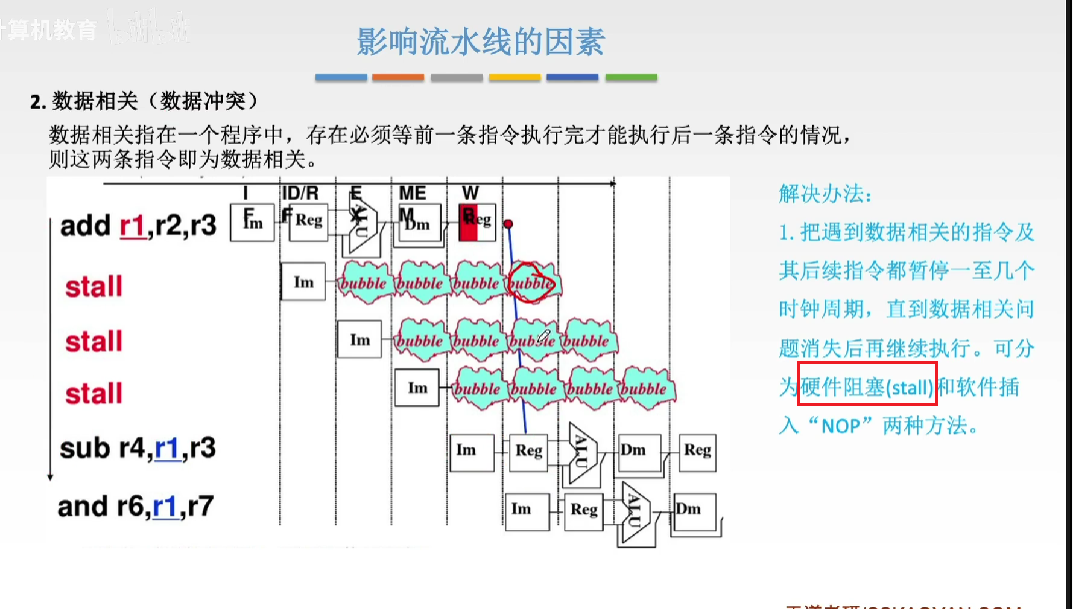 计算机教育
影响流水线的因素
2. 数据相关（数据冲突）
数据相关指在一个程序中，存在必须等前一条指令执行完才能执行后一条指令的情况，
则这两条指令即为数据相关。
IF ID/RF EX MEM WB
add r1,r2,r3 Im Reg ALU Dm Reg
stall Im bubble bubble bubble bubble
stall Im bubble bubble bubble bubble
stall Im bubble bubble bubble bubble
sub r4,r1,r3 Im Reg ALU Dm Reg
and r6,r1,r7 Im Reg ALU Dm
解决办法：
1. 把遇到数据相关的指令及
其后续指令都暂停一至几个
时钟周期，直到数据相关问
题消失后再继续执行。可分
为硬件阻塞(stall)和软件插
入“NOP”两种方法。